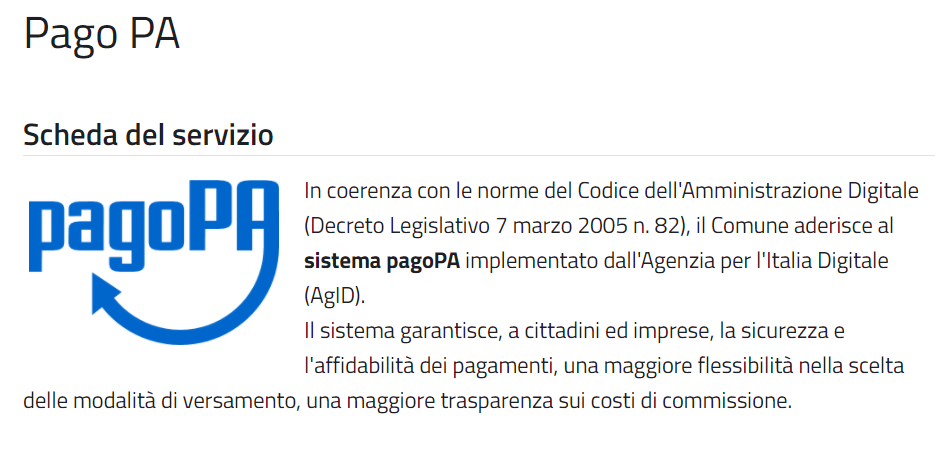 Pago PA
Scheda del servizio
pagoPA
In coerenza con le norme del Codice dell'Amministrazione Digitale
(Decreto Legislativo 7 marzo 2005 n. 82), il Comune aderisce al
sistema pagoPA implementato dall'Agenzia per l'Italia Digitale
(AgID).
Il sistema garantisce, a cittadini ed imprese, la sicurezza e
l'affidabilità dei pagamenti, una maggiore flessibilità nella scelta
delle modalità di versamento, una maggiore trasparenza sui costi di commissione.